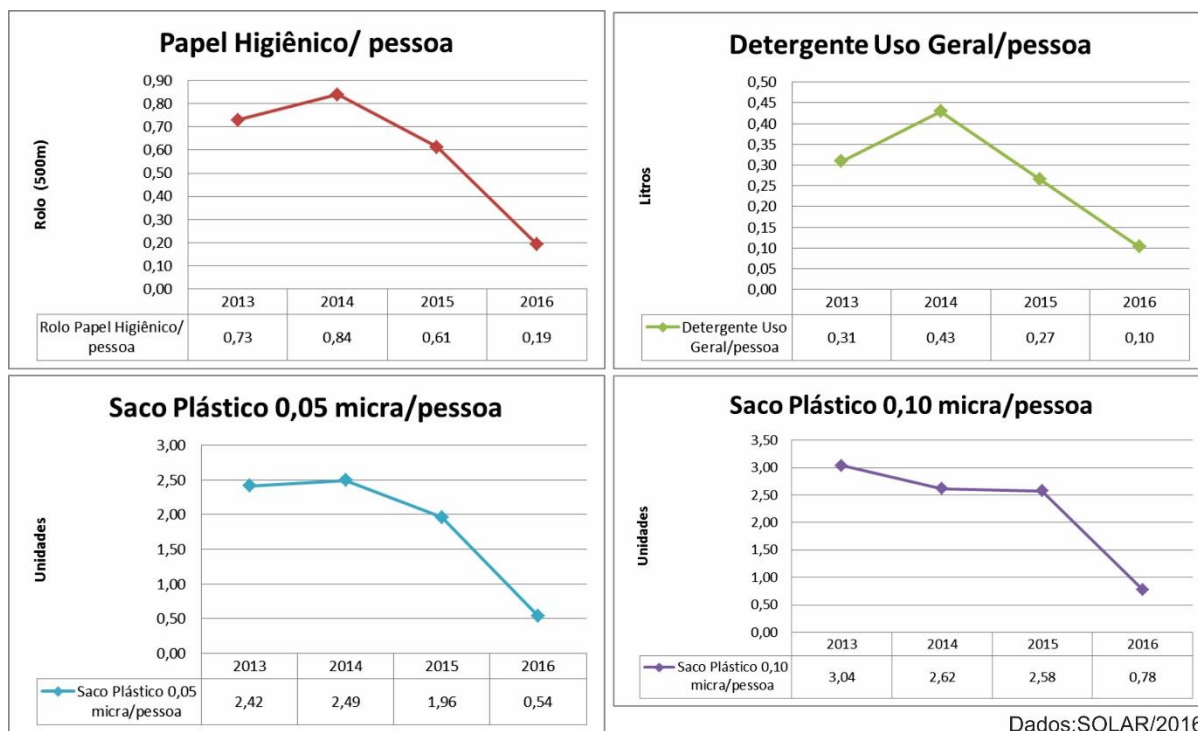 Papel Higiênico/ pessoa
Rolo (500m)
0,90
0,80
0,70
0,60
0,50
0,40
0,30
0,20
0,10
0,00
2013 2014 2015 2016
Rolo Papel Higiênico/
pessoa
0,73 0,84 0,61 0,19
Detergente Uso Geral/pessoa
Litros
0,50
0,45
0,40
0,35
0,30
0,25
0,20
0,15
0,10
0,05
0,00
2013 2014 2015 2016
Detergente Uso
Geral/pessoa
0,31 0,43 0,27 0,10
Saco Plástico 0,05 micra/pessoa
Unidades
3,00
2,50
2,00
1,50
1,00
0,50
0,00
2013 2014 2015 2016
Saco Plástico 0,05
micra/pessoa
2,42 2,49 1,96 0,54
Saco Plástico 0,10 micra/pessoa
Unidades
3,50
3,00
2,50
2,00
1,50
1,00
0,50
0,00
2013 2014 2015 2016
Saco Plástico 0,10
micra/pessoa
3,04 2,62 2,58 0,78
Dados:SOLAR/2016